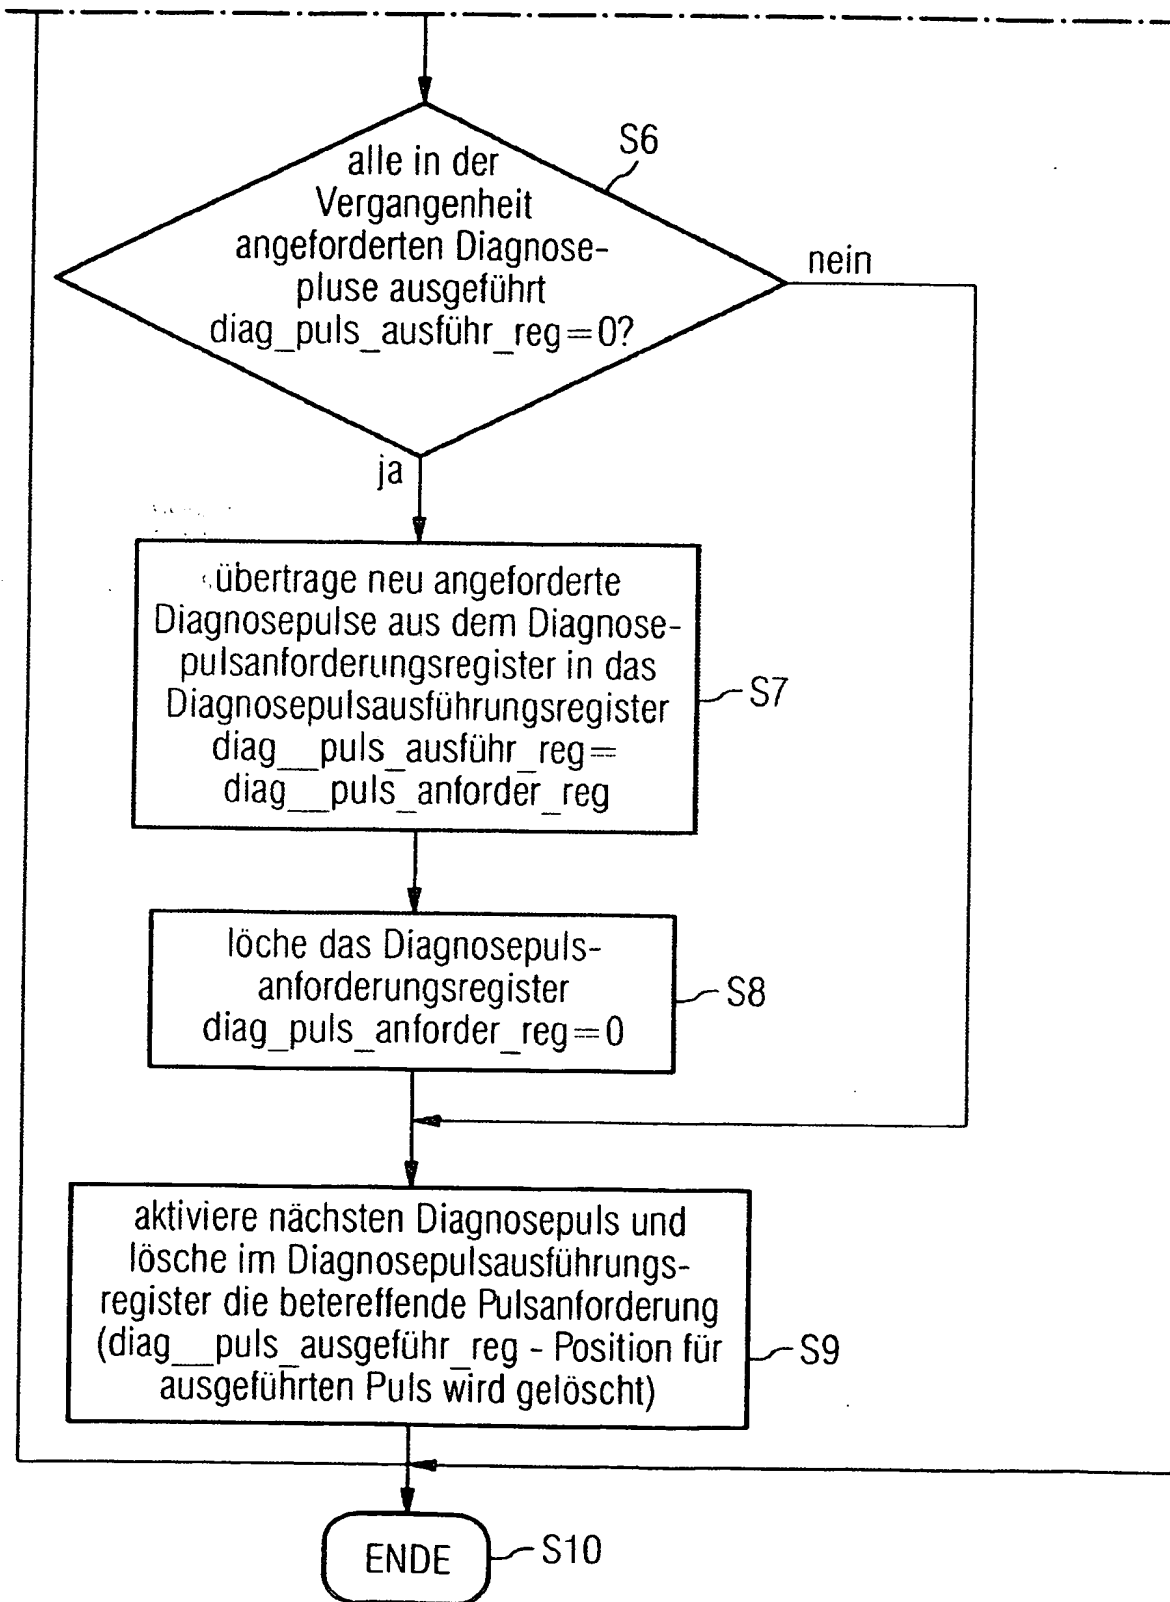 alle in der
Vergangenheit
angeforderten Diagnose-
pluse ausgeführt
diag_puls_ausführ_reg=0?
S6
nein
ja
übertrage neu angeforderte
Diagnosepulse aus dem Diagnose-
pulsanforderungsregister in das
Diagnosepulsausführungsregister
diag__puls_ausführ_reg=
diag__puls_anforder_reg
S7
löche das Diagnosepuls-
anforderungsregister
diag_puls_anforder_reg=0
S8
aktiviere nächsten Diagnosepuls und
lösche im Diagnosepulsausführungs-
register die betereffende Pulsanforderung
(diag__puls_ausgeführ_reg - Position für
ausgeführten Puls wird gelöscht)
S9
ENDE
S10